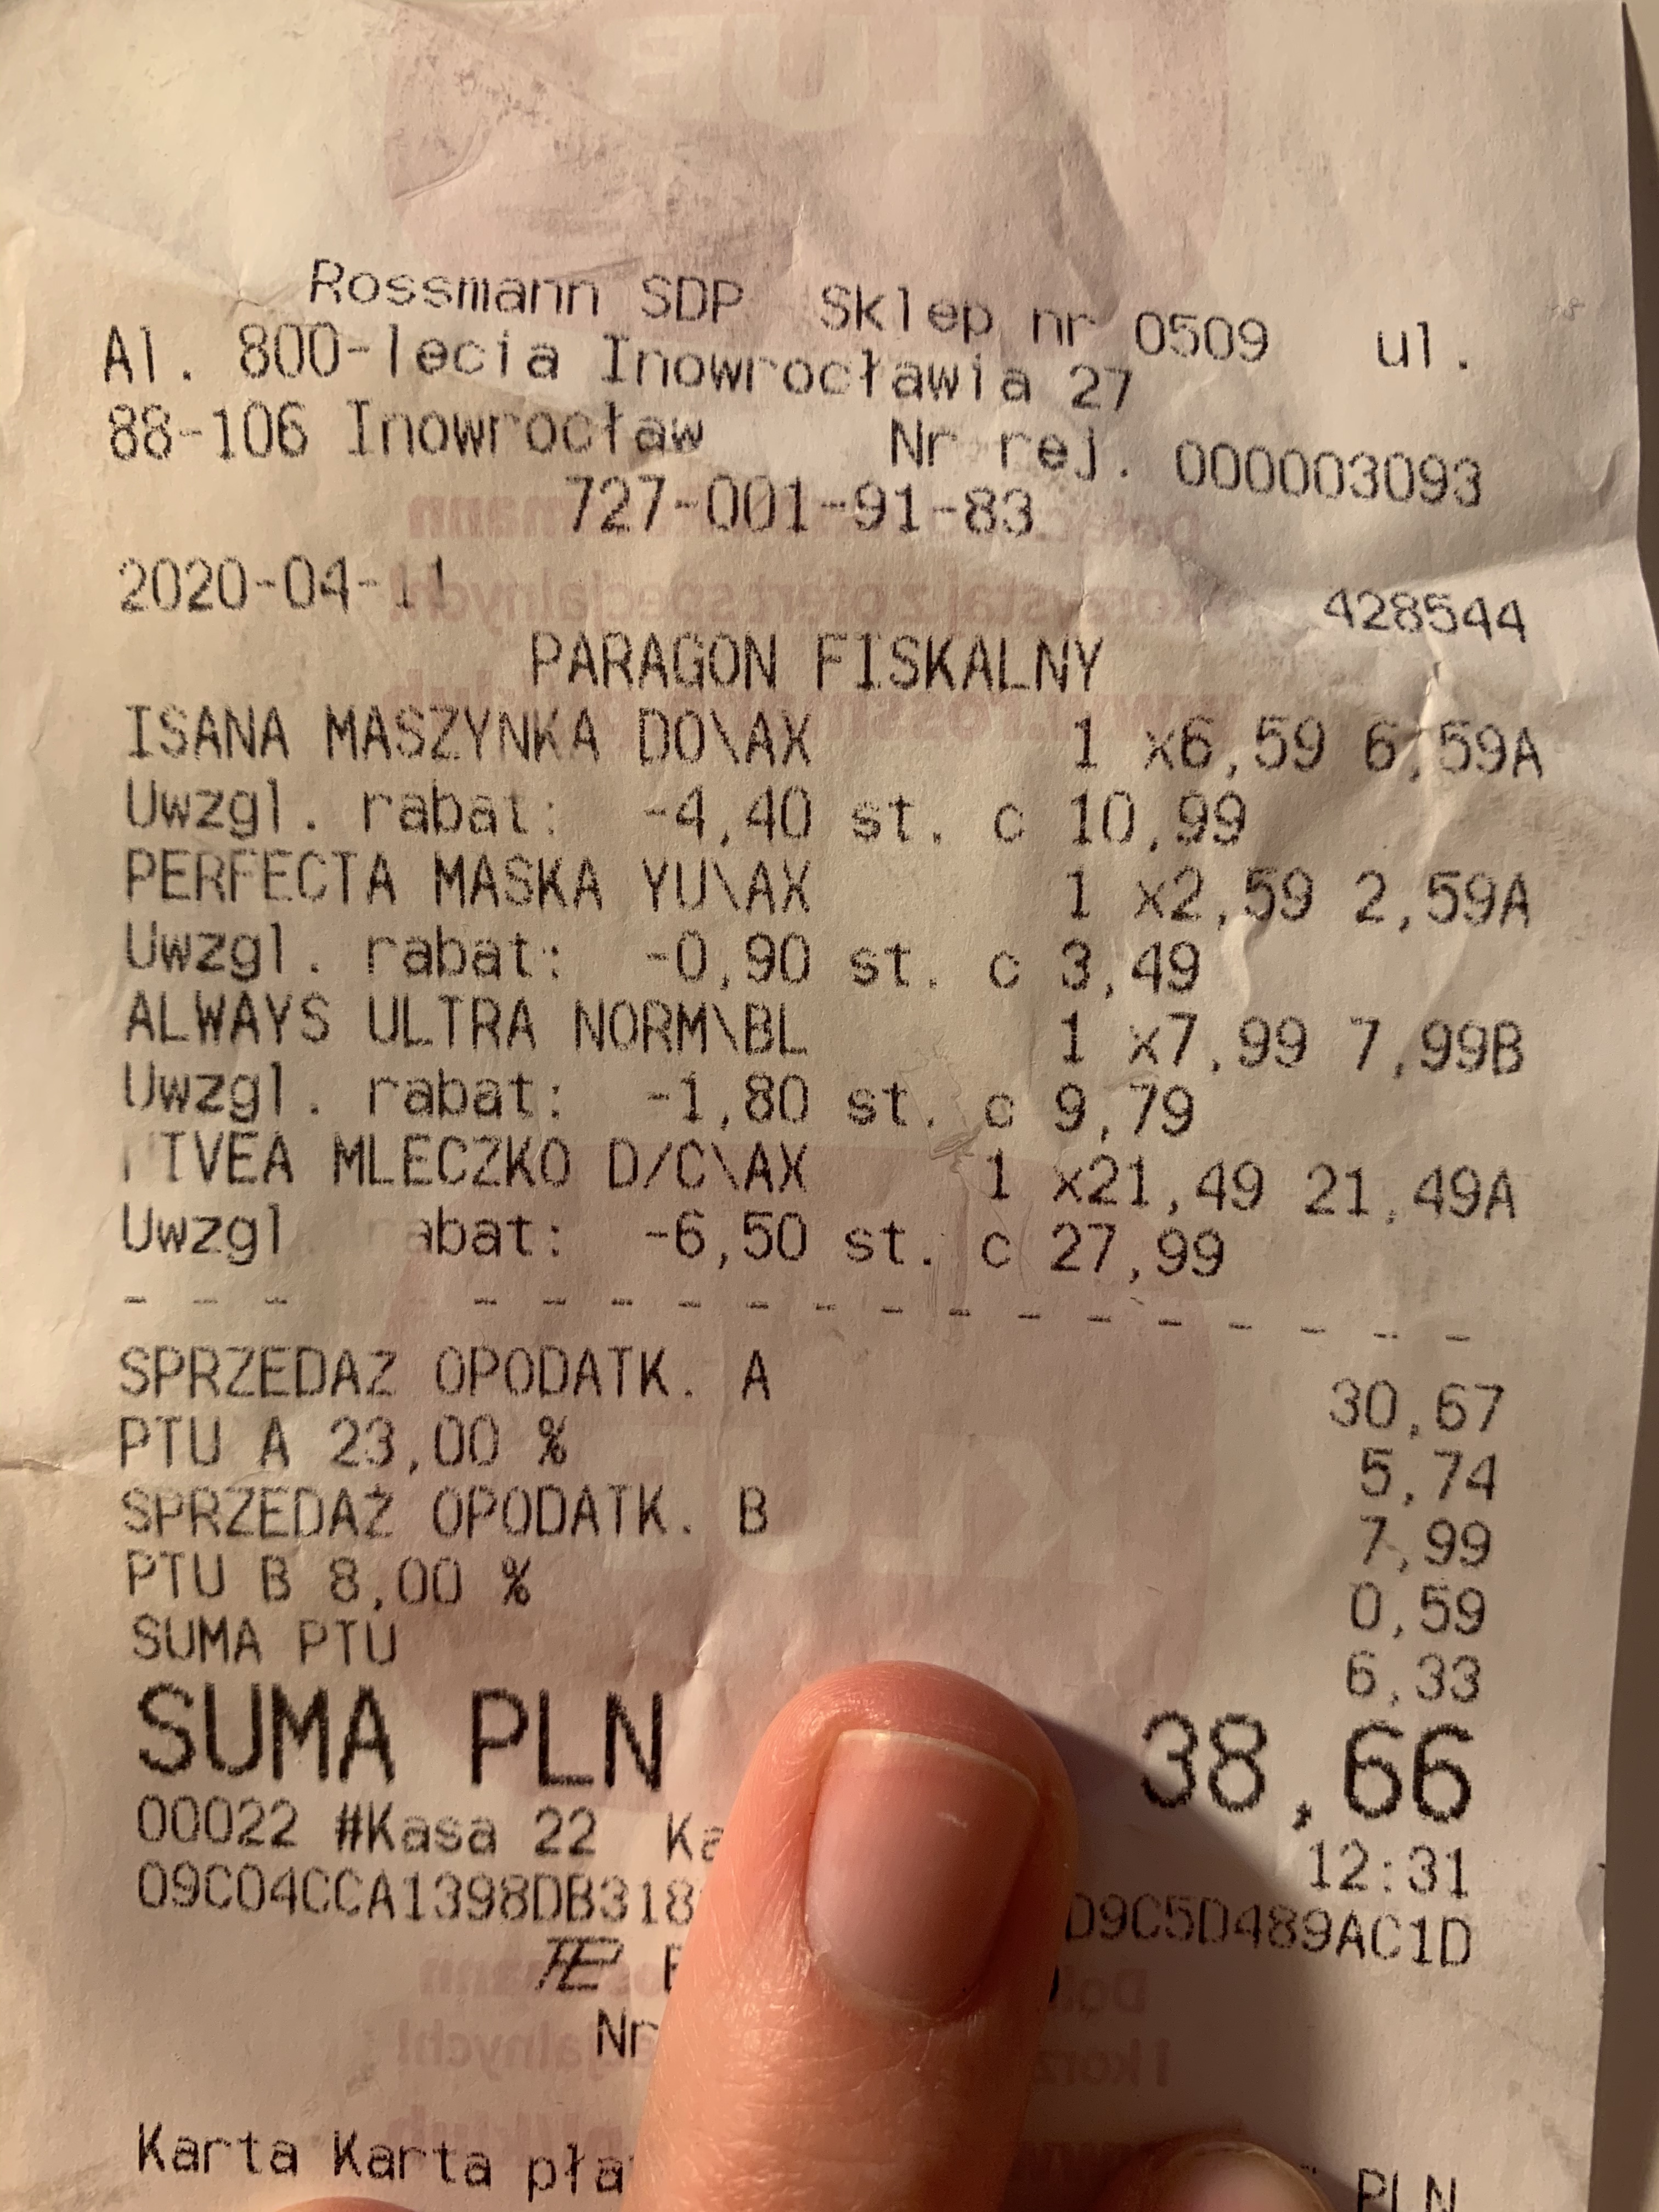 Rossmann SDP Sklep nr 0509 ul.
Al. 800-lecia Inowrocławia 27
88-106 Inowrocław Nr rej. 000003093
727-001-91-83
2020-04-11 428544
PARAGON FISKALNY
ISANA MASZYNKA DO\AX 1 x6,59 6,59A
Uwzgl. rabat: -4,40 st. c 10,99
PERFECTA MASKA YU\AX 1 x2,59 2,59A
Uwzgl. rabat: -0,90 st. c 3,49
ALWAYS ULTRA NORM\BL 1 x7,99 7,99B
Uwzgl. rabat: -1,80 st. c 9,79
NIVEA MLECZKO D/C\AX 1 x21,49 21,49A
Uwzgl rabat: -6,50 st. c 27,99
- - - - - - - - - - - - - - - - - -
SPRZEDAŻ OPODATK. A 30,67
PTU A 23,00 % 5,74
SPRZEDAŻ OPODATK. B 7,99
PTU B 8,00 % 0,59
SUMA PTU 6,33
SUMA PLN 38,66
00022 #Kasa 22 12:31
09C04CCA1398DB318 D9C5D489AC1D
Nr
Karta Karta PLN